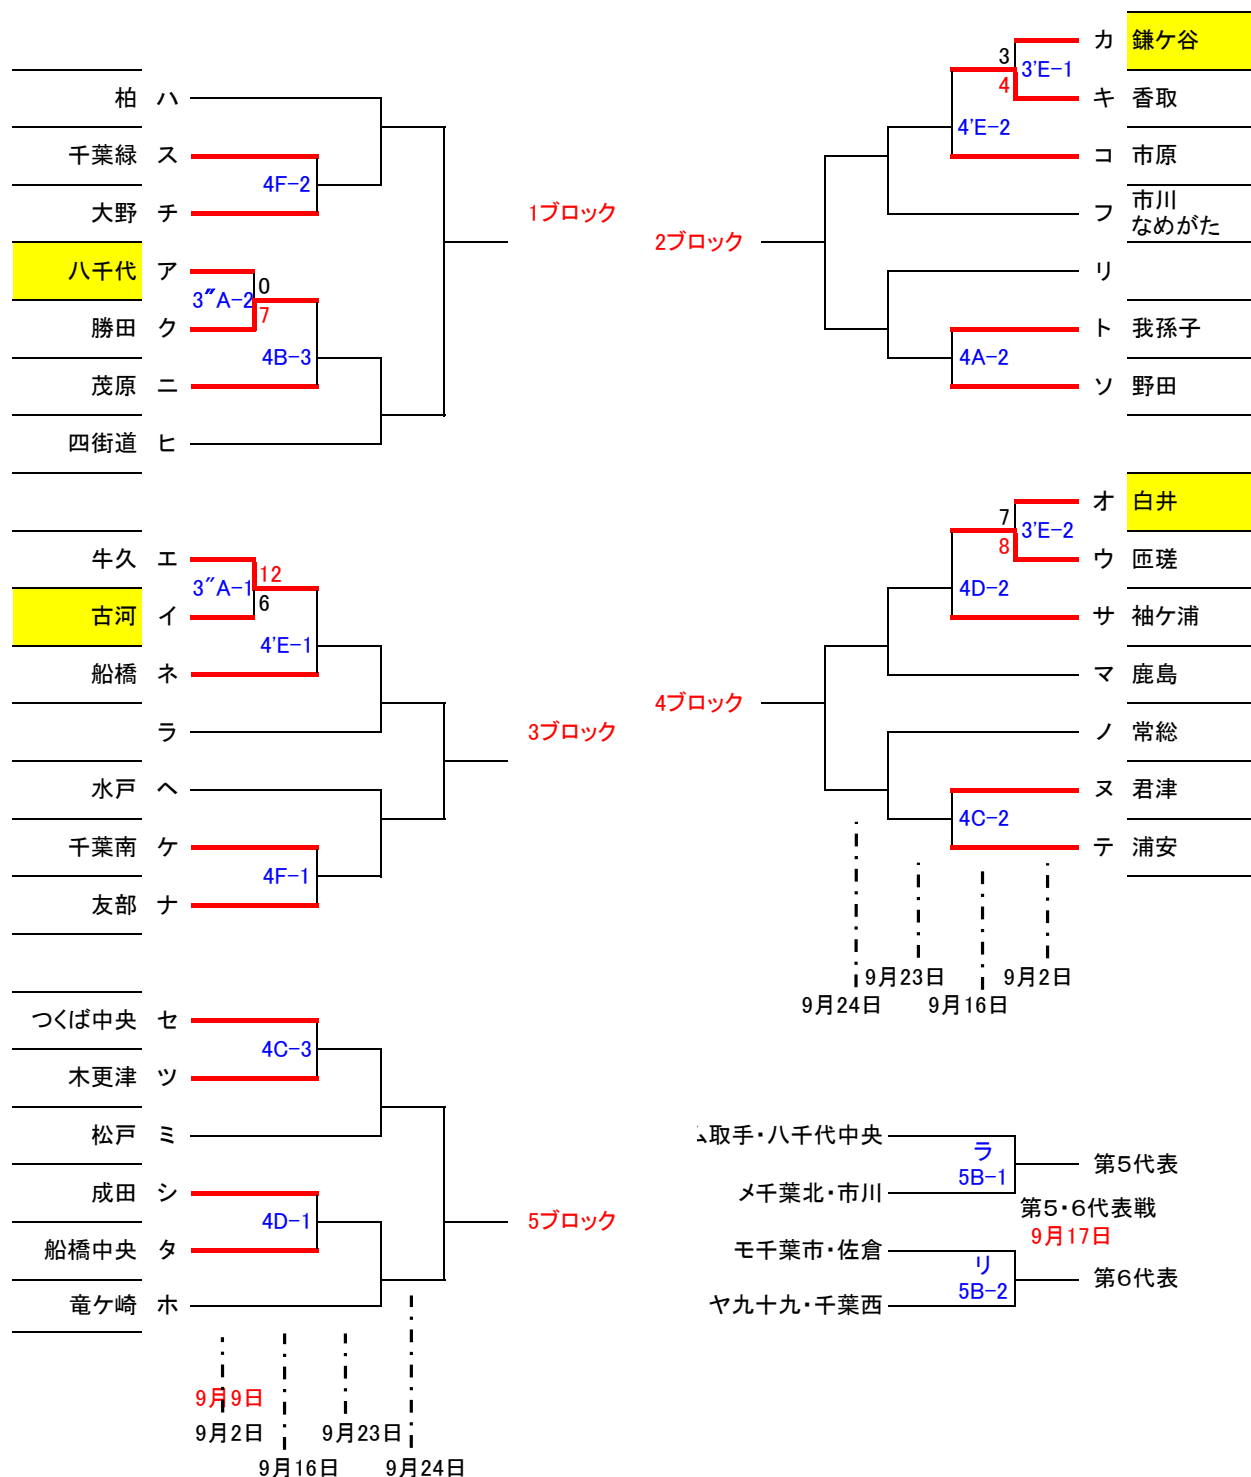 柏 ハ
千葉緑 ス
4F-2
大野 チ
八千代 ア
0
3"A-2
7
勝田 ク
4B-3
茂原 ニ
四街道 ヒ
1ブロック
カ 鎌ケ谷
3
3'E-1
4
キ 香取
4'E-2
コ 市原
フ 市川
なめがた
2ブロック
リ
ト 我孫子
4A-2
ソ 野田
牛久 エ
12
3"A-1
6
古河 イ
4'E-1
船橋 ネ
ラ
3ブロック
水戸 ヘ
千葉南 ケ
4F-1
友部 ナ
オ 白井
7
3'E-2
8
ウ 匝瑳
4D-2
サ 袖ケ浦
マ 鹿島
4ブロック
ノ 常総
ヌ 君津
4C-2
テ 浦安
9月23日 9月2日
9月24日 9月16日
つくば中央 セ
4C-3
木更津 ツ
松戸 ミ
成田 シ
4D-1
船橋中央 タ
5ブロック
竜ケ崎 ホ
9月9日
9月2日 9月23日
9月16日 9月24日
取手・八千代中央
ラ
5B-1
第5代表
メ千葉北・市川
第5・6代表戦
9月17日
モ千葉市・佐倉
リ
5B-2
第6代表
ヤ九十九・千葉西